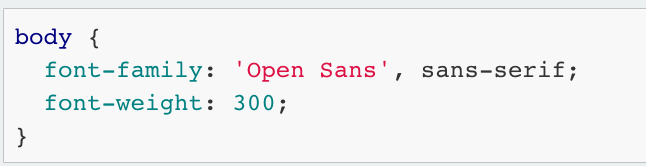 body {
  font-family: 'Open Sans', sans-serif;
  font-weight: 300;
}